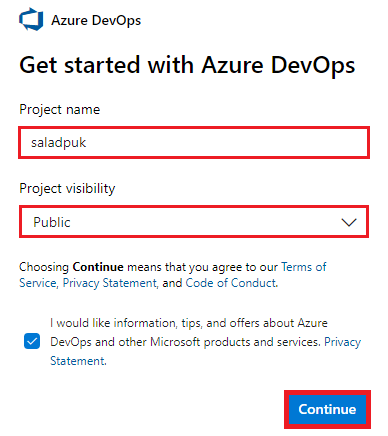 Azure DevOps
Get started with Azure DevOps
Project name
saladpuk
Project visibility
Public
Choosing Continue means that you agree to our Terms of
Service, Privacy Statement, and Code of Conduct.
I would like information, tips, and offers about Azure
DevOps and other Microsoft products and services. Privacy
Statement.
Continue